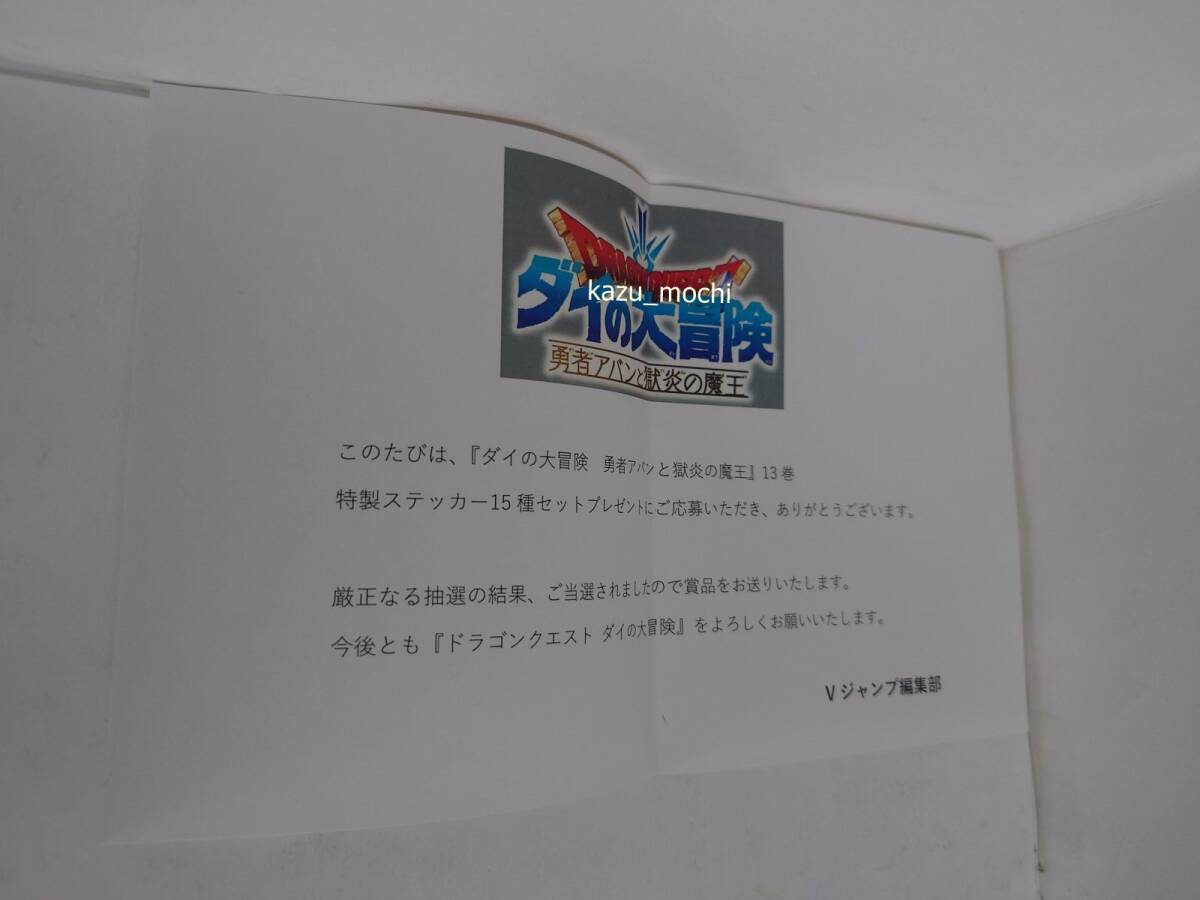 DRAGON QUEST
kazu_mochi
ダイの大冒険
勇者アバンと獄炎の魔王
このたびは、『ダイの大冒険　勇者アバンと獄炎の魔王』13巻
特製ステッカー15種セットプレゼントにご応募いただき、ありがとうございます。
厳正なる抽選の結果、ご当選されましたので賞品をお送りいたします。
今後とも『ドラゴンクエスト ダイの大冒険』をよろしくお願いいたします。
Vジャンプ編集部